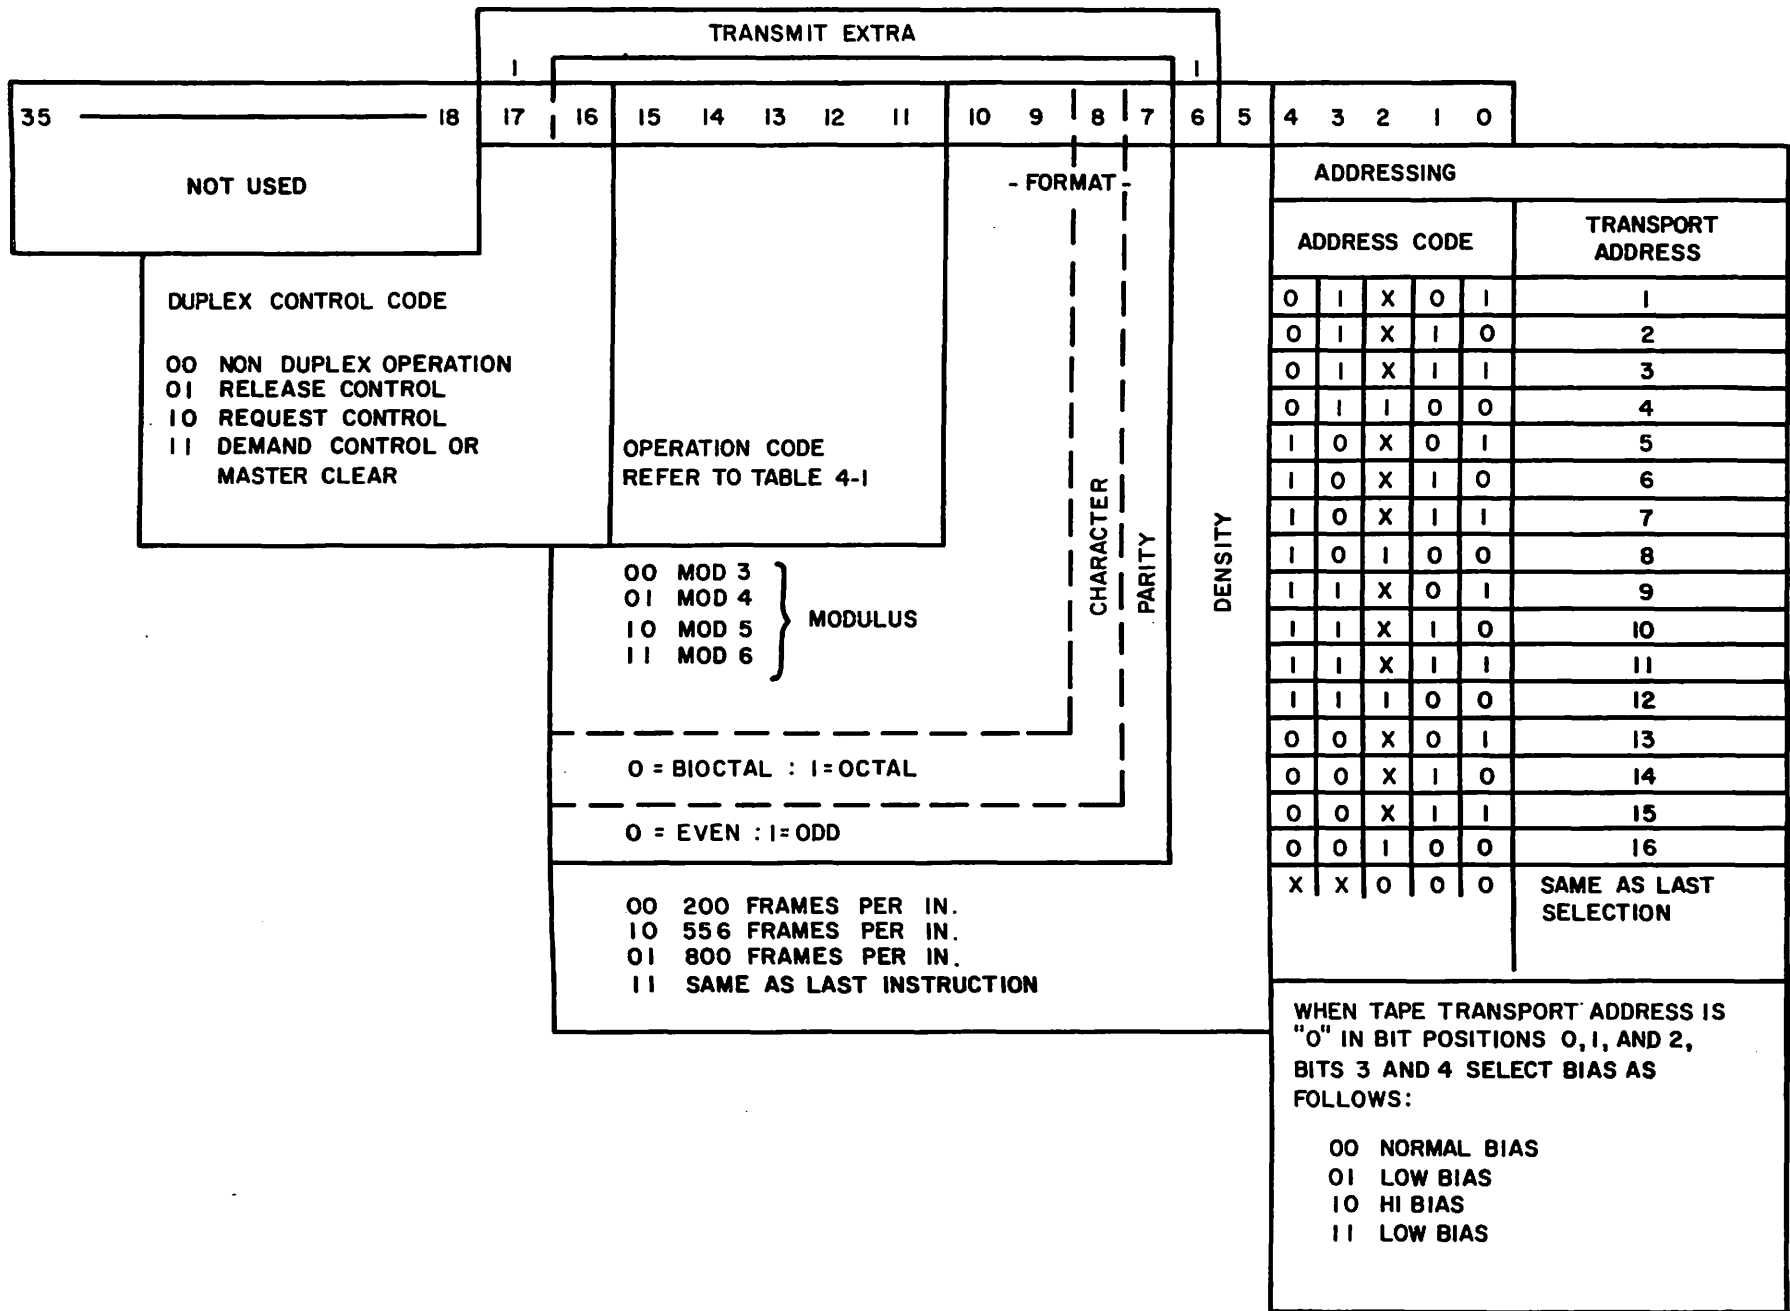 TRANSMIT EXTRA
1 1
35 18 17 16 15 14 13 12 11 10 9 8 7 6 5 4 3 2 1 0
NOT USED
- FORMAT -
DUPLEX CONTROL CODE
00 NON DUPLEX OPERATION
01 RELEASE CONTROL
10 REQUEST CONTROL
11 DEMAND CONTROL OR
MASTER CLEAR
OPERATION CODE
REFER TO TABLE 4-1
00 MOD 3
01 MOD 4
10 MOD 5
11 MOD 6
MODULUS
CHARACTER
PARITY
DENSITY
0 = BIOCTAL : 1=OCTAL
0 = EVEN : 1=ODD
00 200 FRAMES PER IN.
10 556 FRAMES PER IN.
01 800 FRAMES PER IN.
11 SAME AS LAST INSTRUCTION
ADDRESSING
ADDRESS CODE
TRANSPORT
ADDRESS
0 1 X 0 1 1
0 1 X 1 0 2
0 1 X 1 1 3
0 1 1 0 0 4
1 0 X 0 1 5
1 0 X 1 0 6
1 0 X 1 1 7
1 0 1 0 0 8
1 1 X 0 1 9
1 1 X 1 0 10
1 1 X 1 1 11
1 1 1 0 0 12
0 0 X 0 1 13
0 0 X 1 0 14
0 0 X 1 1 15
0 0 1 0 0 16
X X 0 0 0 SAME AS LAST
SELECTION
WHEN TAPE TRANSPORT ADDRESS IS
"0" IN BIT POSITIONS 0,1, AND 2,
BITS 3 AND 4 SELECT BIAS AS
FOLLOWS:
00 NORMAL BIAS
01 LOW BIAS
10 HI BIAS
11 LOW BIAS